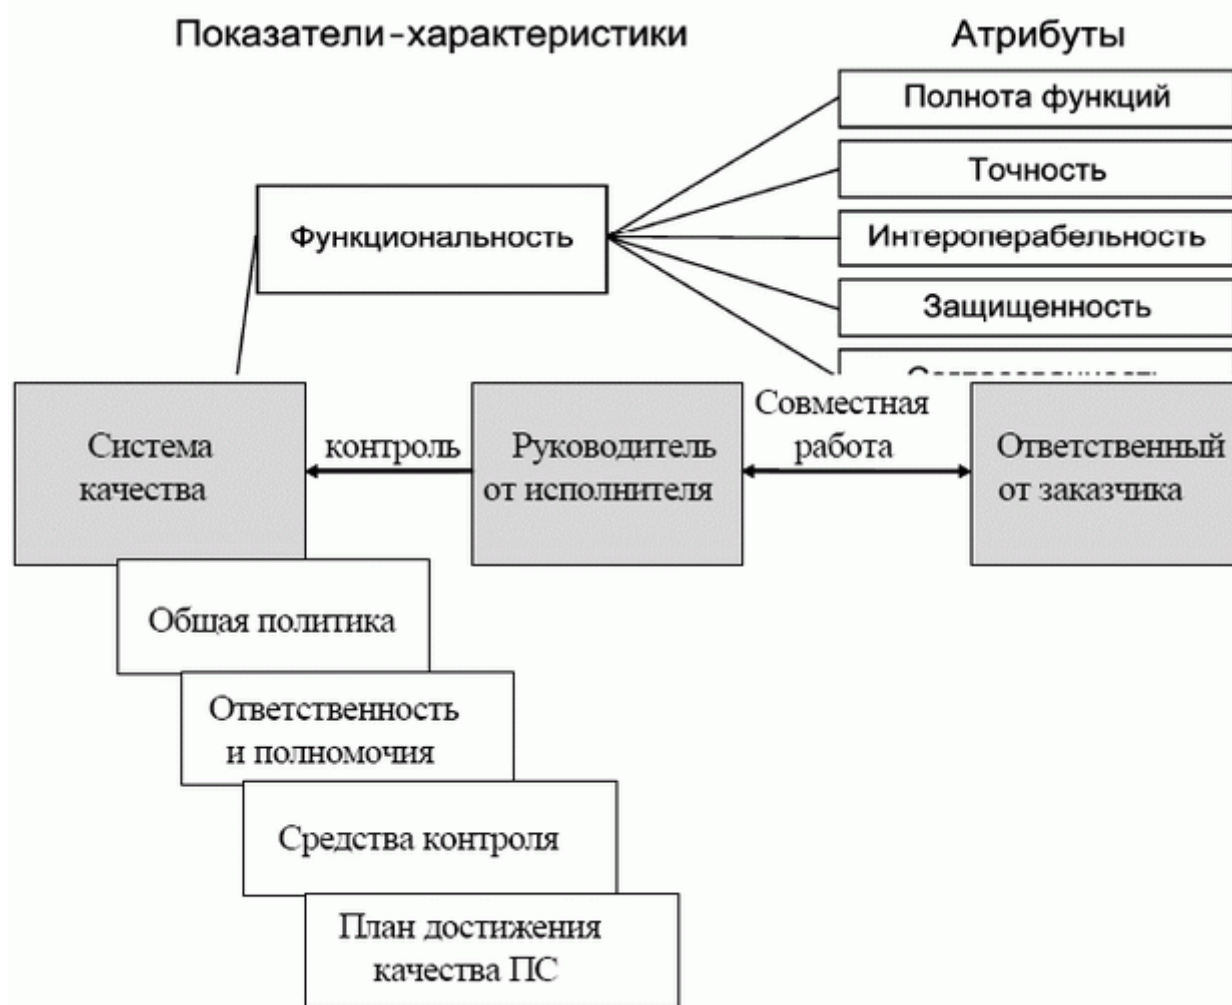 Показатели-характеристики
Атрибуты
Полнота функций
Точность
Функциональность
Интероперабельность
Защищенность
Система
качества
контроль
Руководитель
от исполнителя
Совместная
работа
Ответственный
от заказчика
Общая политика
Ответственность
и полномочия
Средства контроля
План достижения
качества ПС